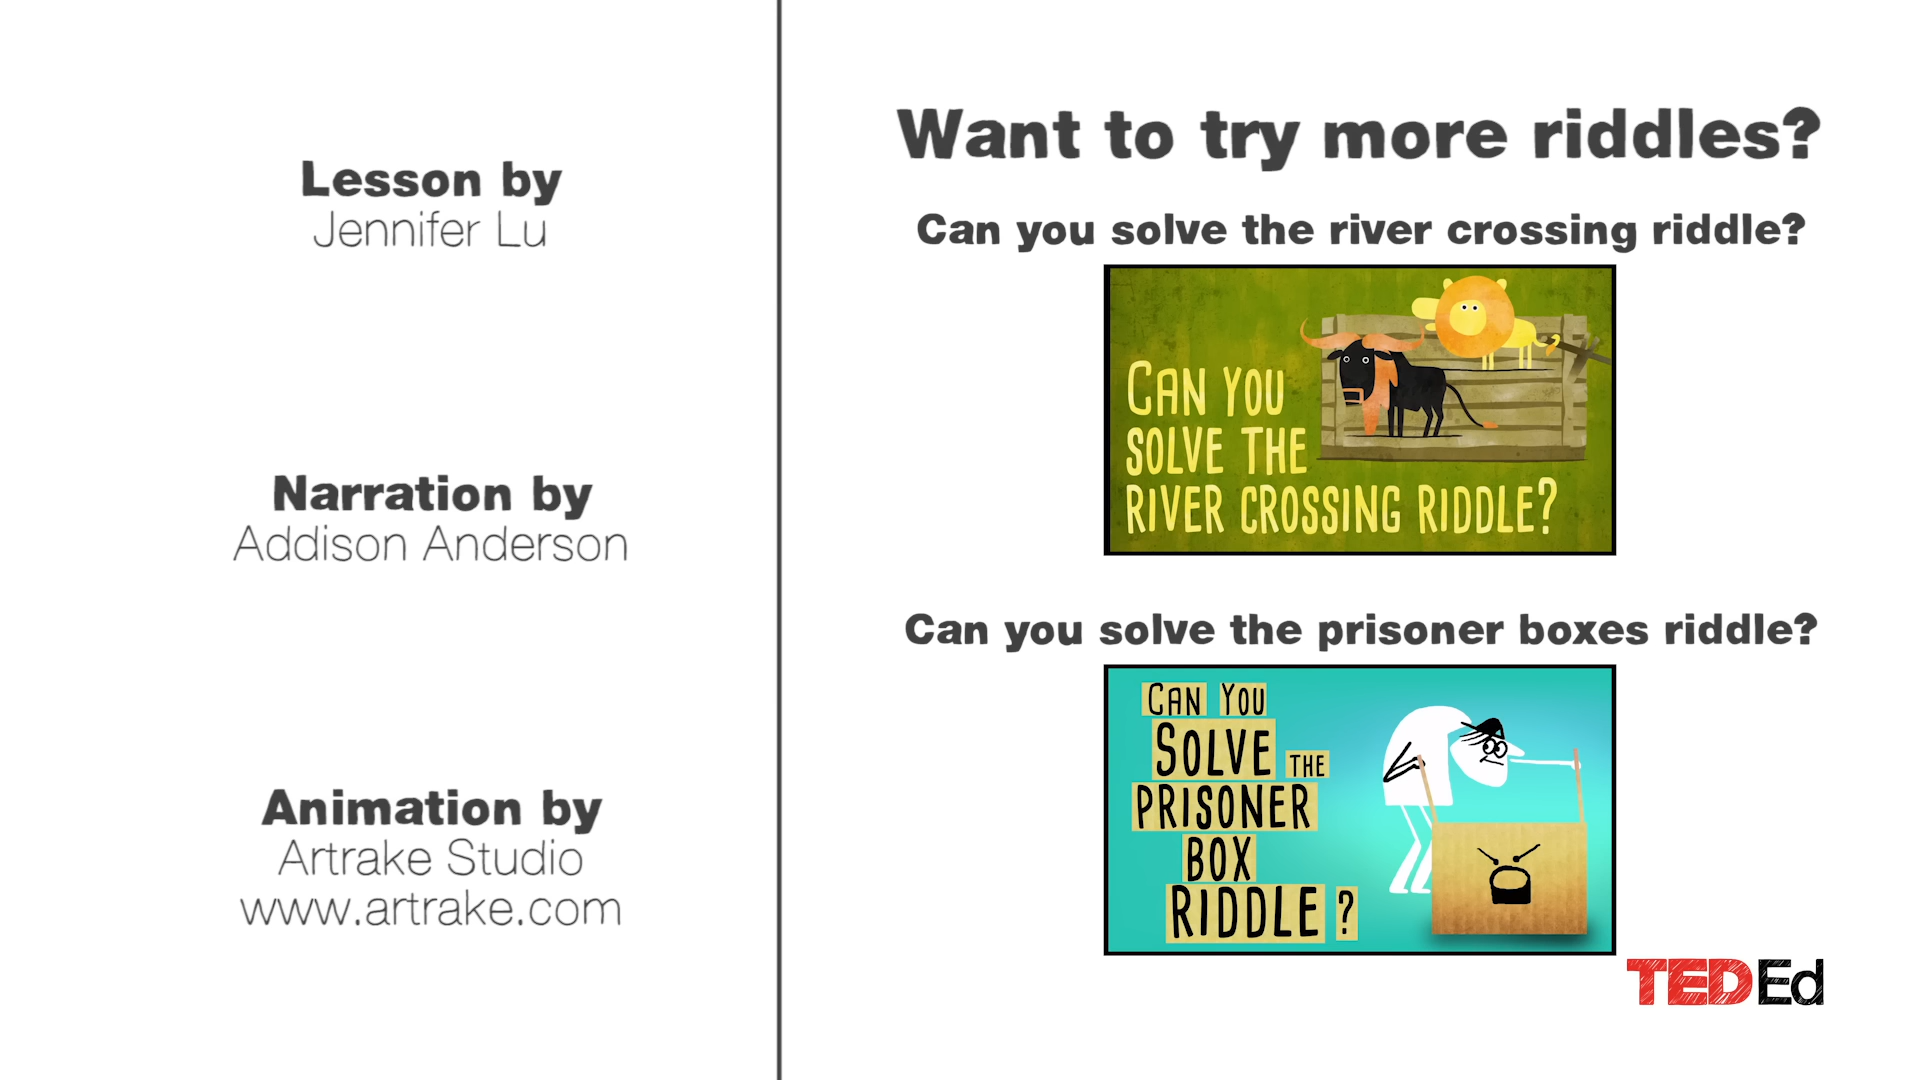 Lesson by
Jennifer Lu
Narration by
Addison Anderson
Animation by
Artrake Studio
www.artrake.com
Want to try more riddles?
Can you solve the river crossing riddle?
CAN YOU
SOLVE THE
RIVER CROSSING RIDDLE?
Can you solve the prisoner boxes riddle?
CAN YOU
SOLVE THE
PRISONER
BOX
RIDDLE?
TEDEd